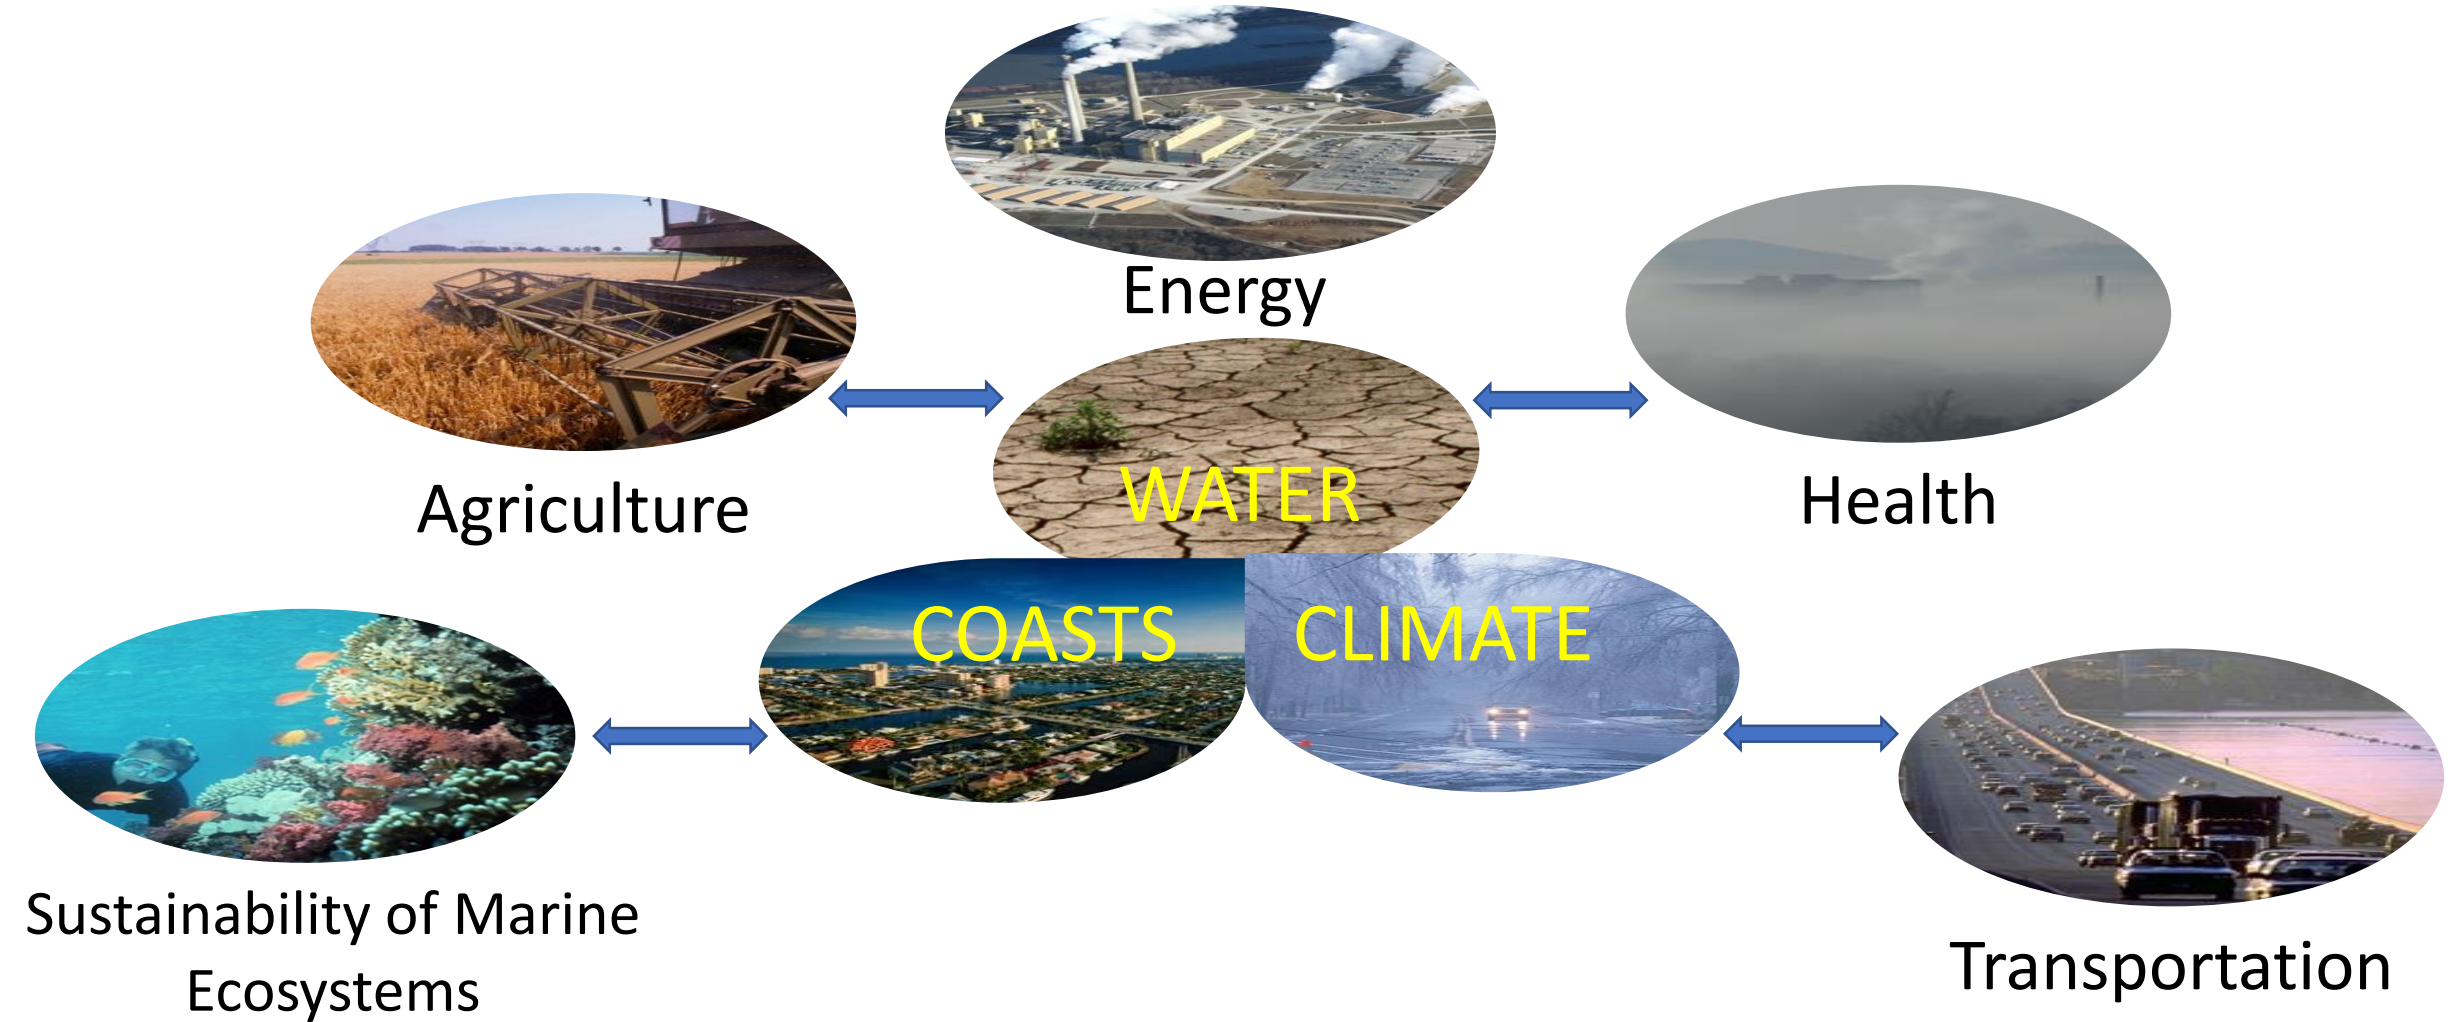 Energy
Agriculture
WATER
Health
COASTS
CLIMATE
Sustainability of Marine
Ecosystems
Transportation